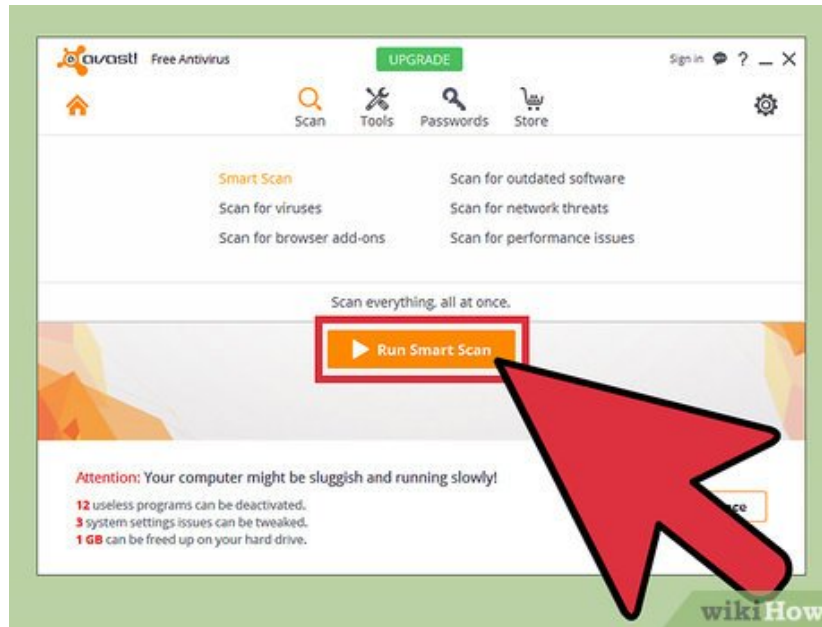 avast! Free Antivirus UPGRADE Sign in ?
Scan Tools Passwords Store
Smart Scan Scan for outdated software
Scan for viruses Scan for network threats
Scan for browser add-ons Scan for performance issues
Scan everything, all at once.
Run Smart Scan
Attention: Your computer might be sluggish and running slowly!
12 useless programs can be deactivated.
3 system settings issues can be tweaked.
1 GB can be freed up on your hard drive.
wikiHow